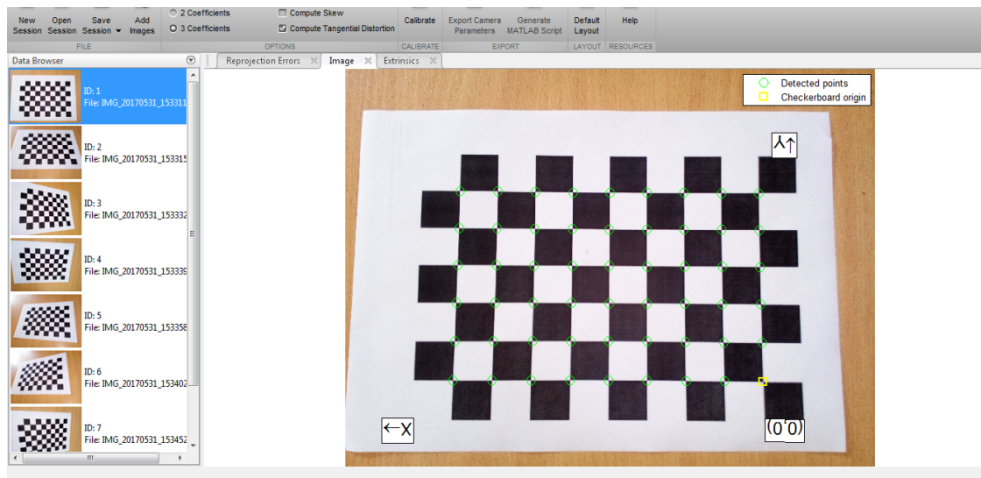 2 Coefficients
Compute Skew
New Session
Open Session
Save Session
Add Images
3 Coefficients
Compute Tangential Distortion
Calibrate
Export Camera Parameters
Generate MATLAB Script
Default Layout
Help
FILE
OPTIONS
CALIBRATE
EXPORT
LAYOUT
RESOURCES
Data Browser
Reprojection Errors
Image
Extrinsics
ID: 1
File: IMG_20170531_153311
ID: 2
File: IMG_20170531_153315
ID: 3
File: IMG_20170531_153332
ID: 4
File: IMG_20170531_153339
ID: 5
File: IMG_20170531_153358
ID: 6
File: IMG_20170531_153402
ID: 7
File: IMG_20170531_153452
Detected points
Checkerboard origin
Y→
←X
(0,0)